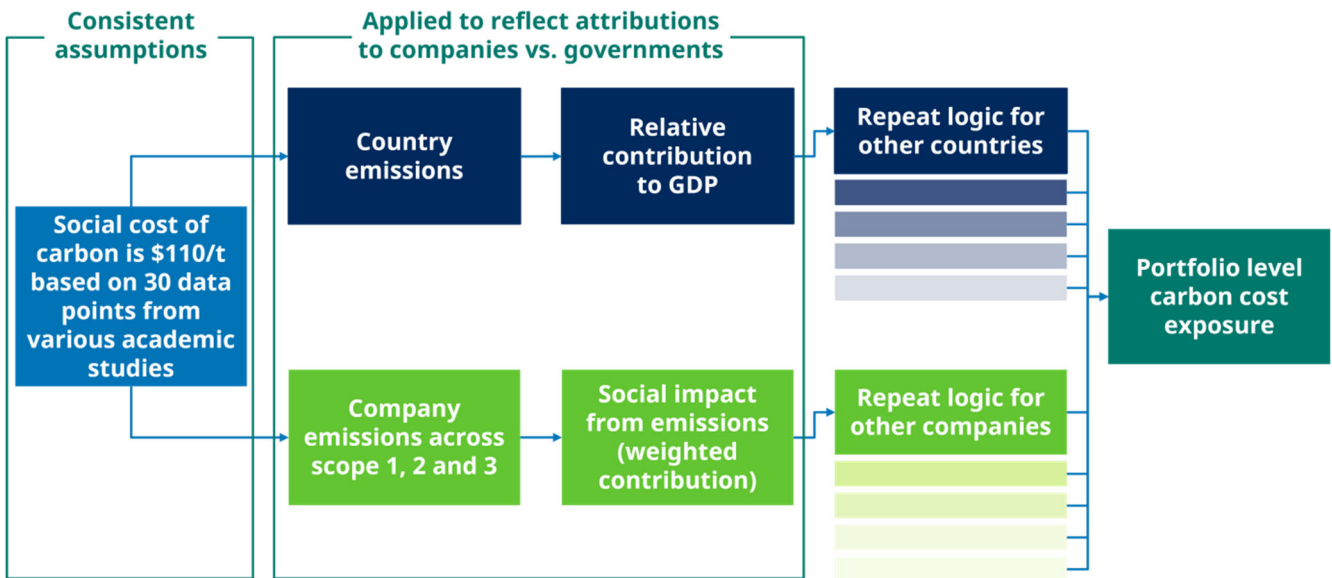 Consistent
assumptions
Applied to reflect attributions
to companies vs. governments
Social cost of
carbon is $110/t
based on 30 data
points from
various academic
studies
Country
emissions
Relative
contribution
to GDP
Repeat logic for
other countries
Company
emissions across
scope 1, 2 and 3
Social impact
from emissions
(weighted
contribution)
Repeat logic for
other companies
Portfolio level
carbon cost
exposure